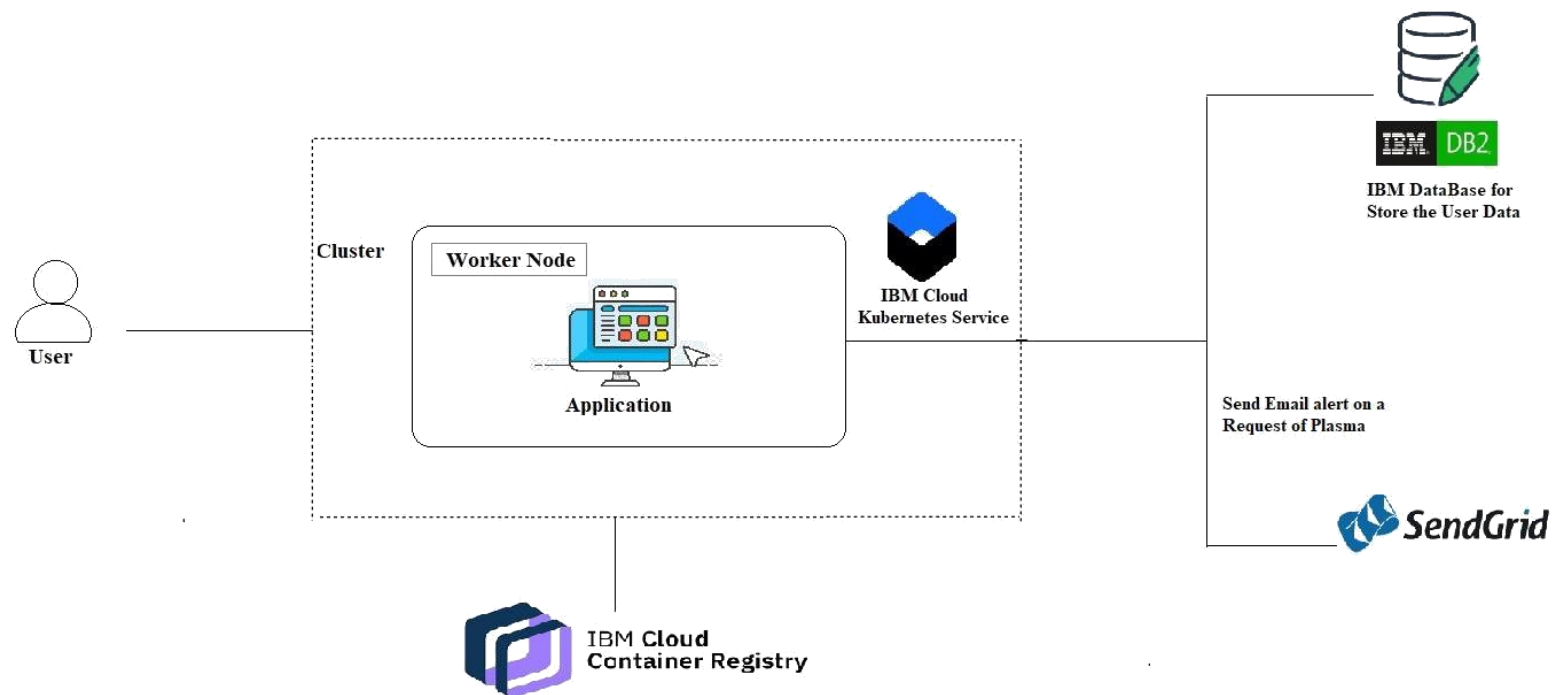 IBM DB2
IBM DataBase for
Store the User Data
Cluster
Worker Node
IBM Cloud
Kubernetes Service
User
Application
Send Email alert on a
Request of Plasma
SendGrid
IBM Cloud
Container Registry